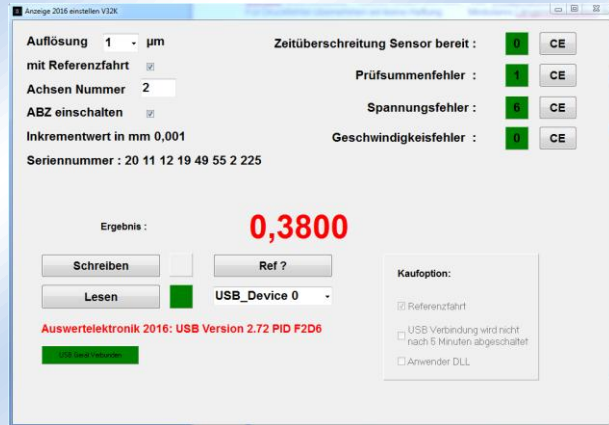 Anzeige 2016 einstellen V32K
Auflösung 1 µm
mit Referenzfahrt
Achsen Nummer 2
ABZ einschalten
Inkrementwert in mm 0,001
Seriennummer : 20 11 12 19 49 55 2 225
Zeitüberschreitung Sensor bereit : 0 CE
Prüfsummenfehler : 1 CE
Spannungsfehler : 6 CE
Geschwindigkeisfehler : 0 CE
Ergebnis : 0,3800
Schreiben Ref ?
Lesen USB_Device 0
Auswertelektronik 2016: USB Version 2.72 PID F2D6
USB Gerät Verbunden
Kaufoption:
Referenzfahrt
USB Verbindung wird nicht
nach 5 Minuten abgeschaltet
Anwender DLL